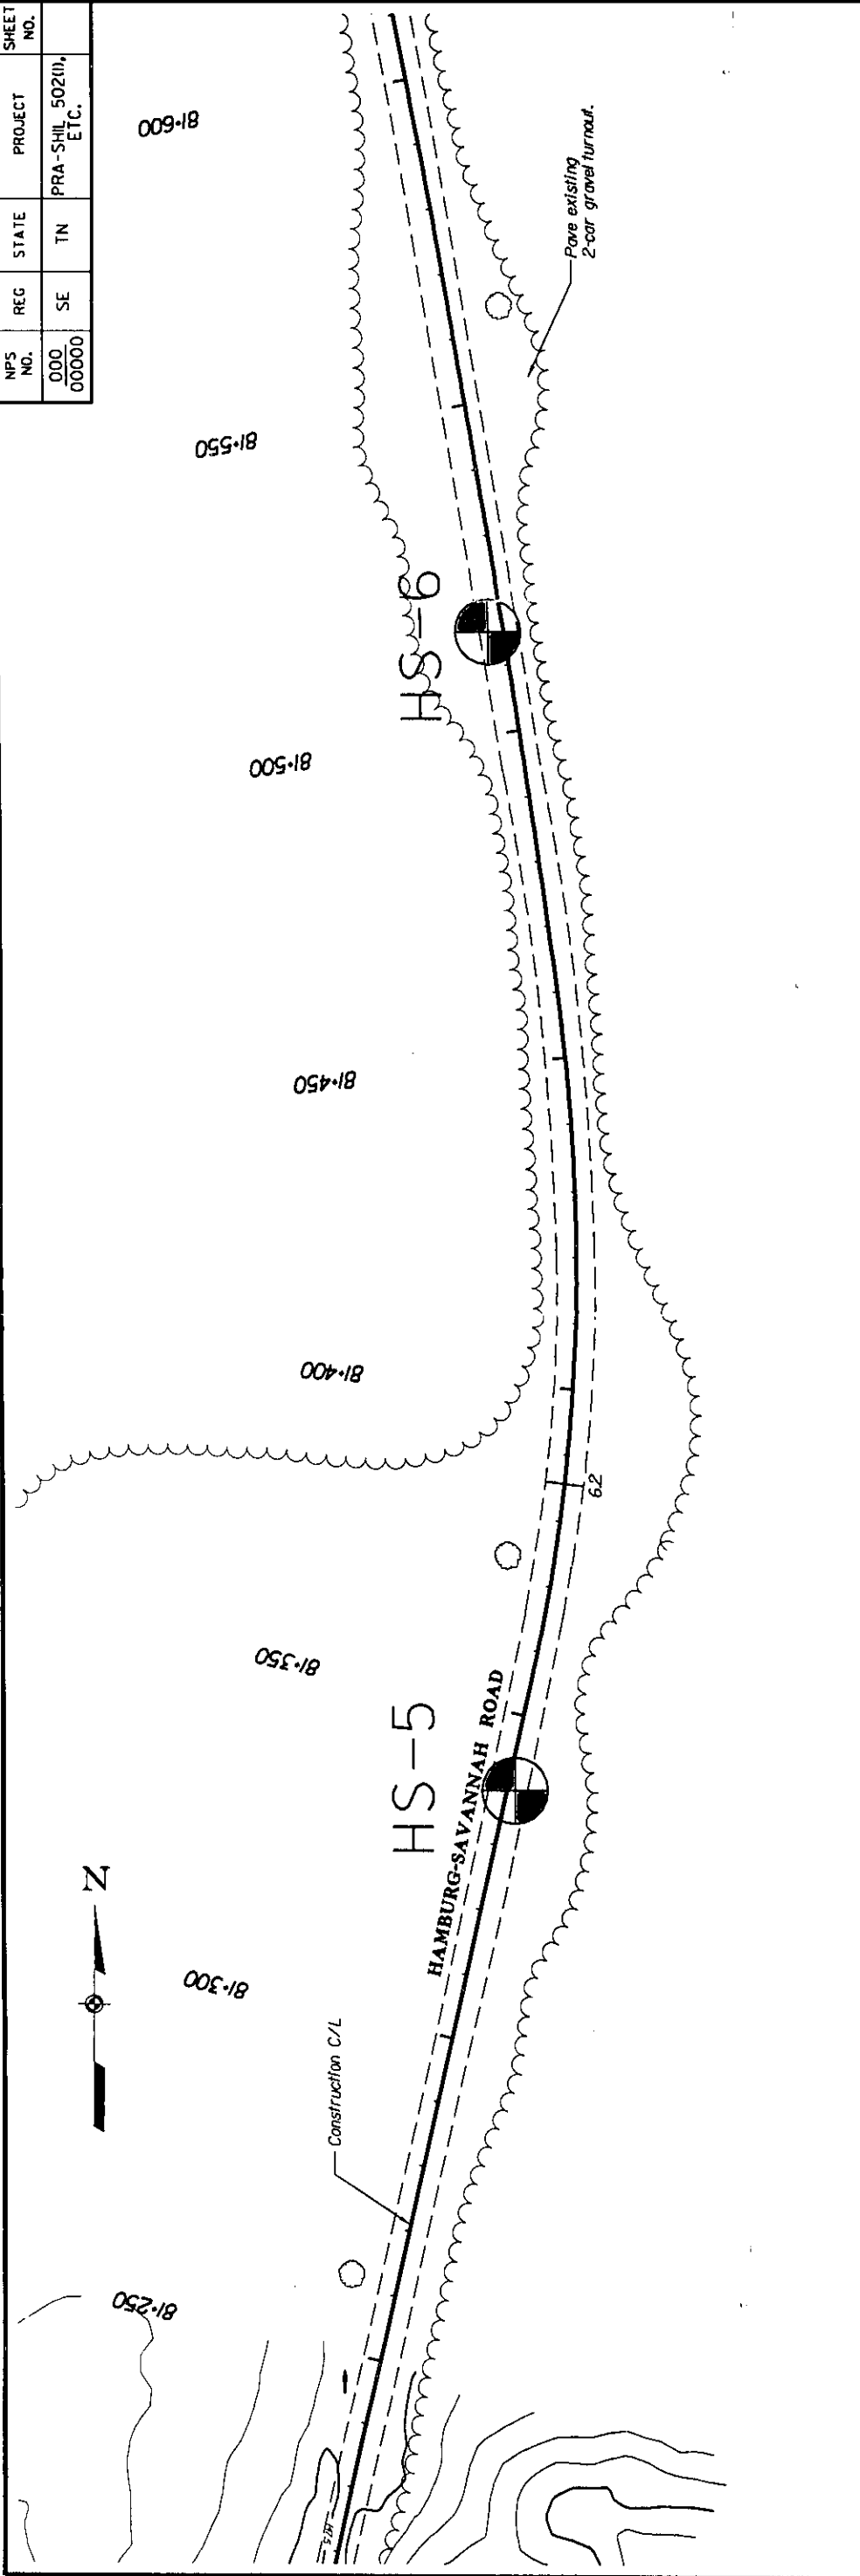 NPS NO.
REG
STATE
PROJECT
SHEET NO.
000
00000
SE
TN
PRA-SHIL 502(1),
ETC.
81+600
Pave existing
2-car gravel turnout.
81+550
HS-6
81+500
81+450
81+400
6.2
81+350
HS-5
HAMBURG-SAVANNAH ROAD
N
81+300
Construction C/L
81+250